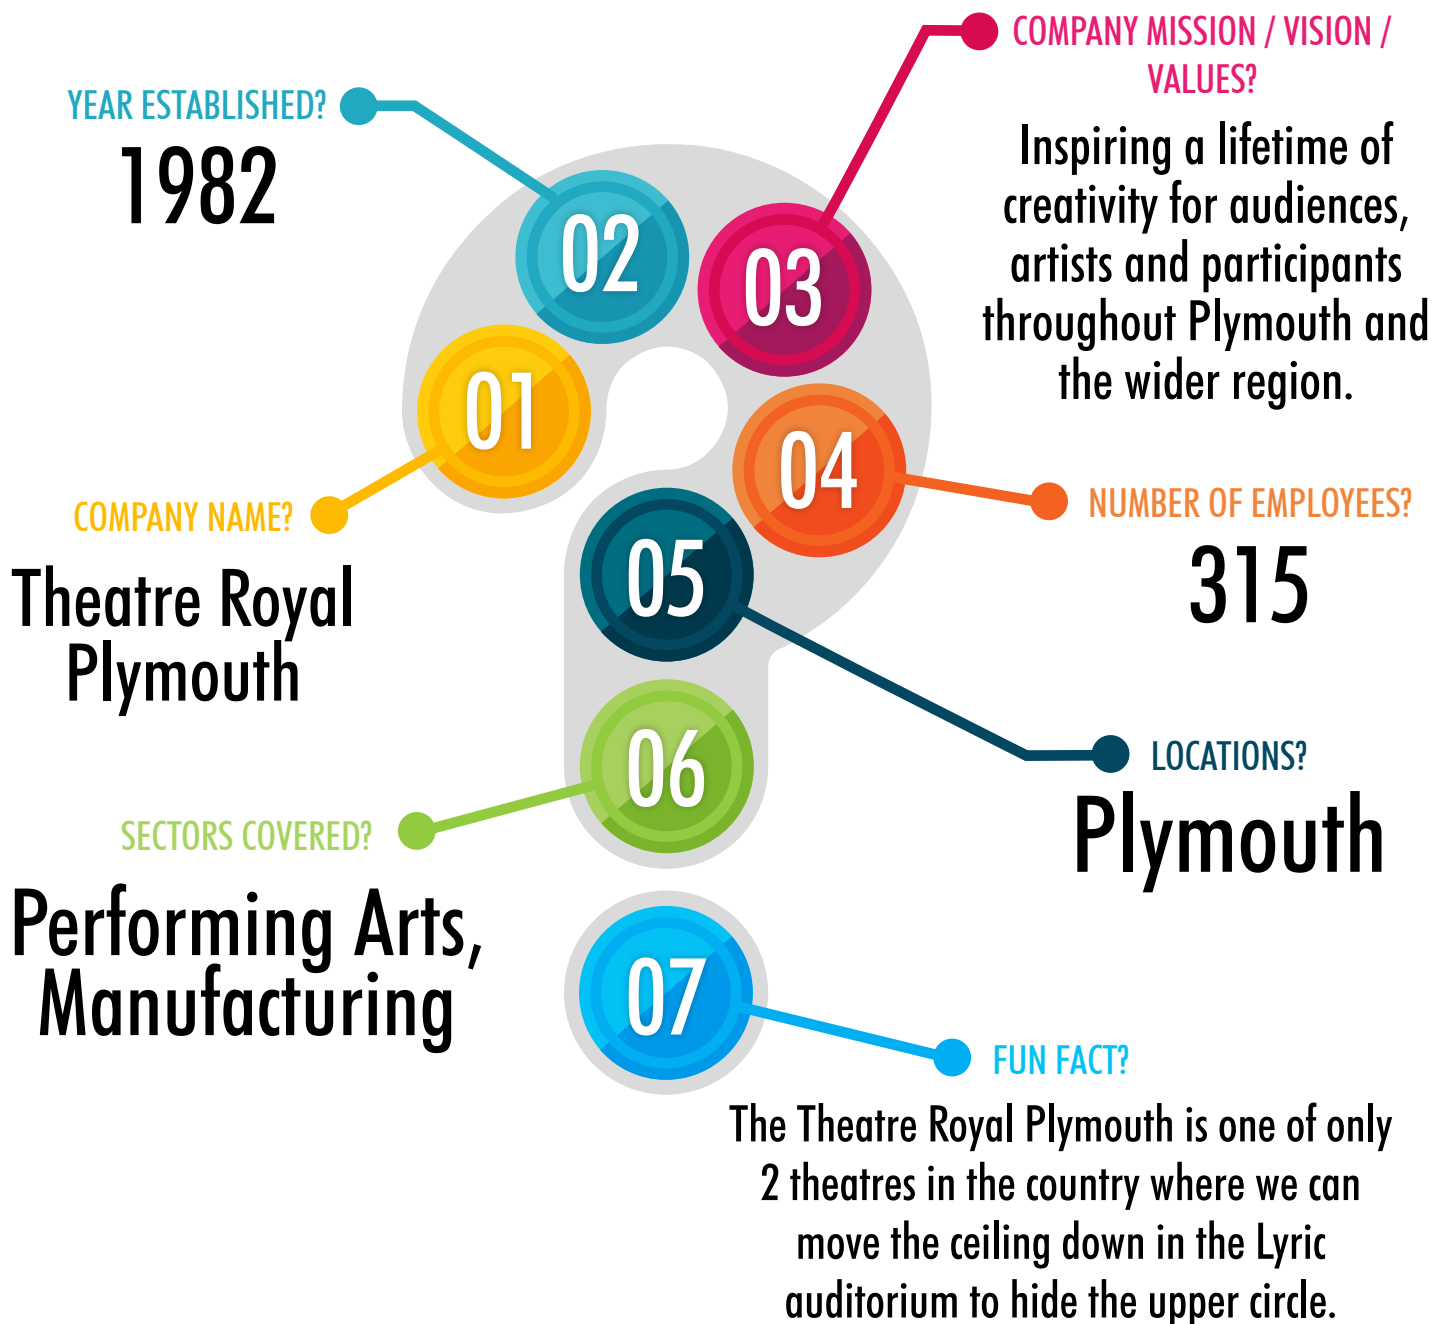 COMPANY MISSION / VISION /
VALUES?
Inspiring a lifetime of
creativity for audiences,
artists and participants
throughout Plymouth and
the wider region.
YEAR ESTABLISHED?
1982
02
03
01
04
COMPANY NAME?
Theatre Royal
Plymouth
NUMBER OF EMPLOYEES?
315
05
LOCATIONS?
Plymouth
06
SECTORS COVERED?
Performing Arts,
Manufacturing
07
FUN FACT?
The Theatre Royal Plymouth is one of only
2 theatres in the country where we can
move the ceiling down in the Lyric
auditorium to hide the upper circle.